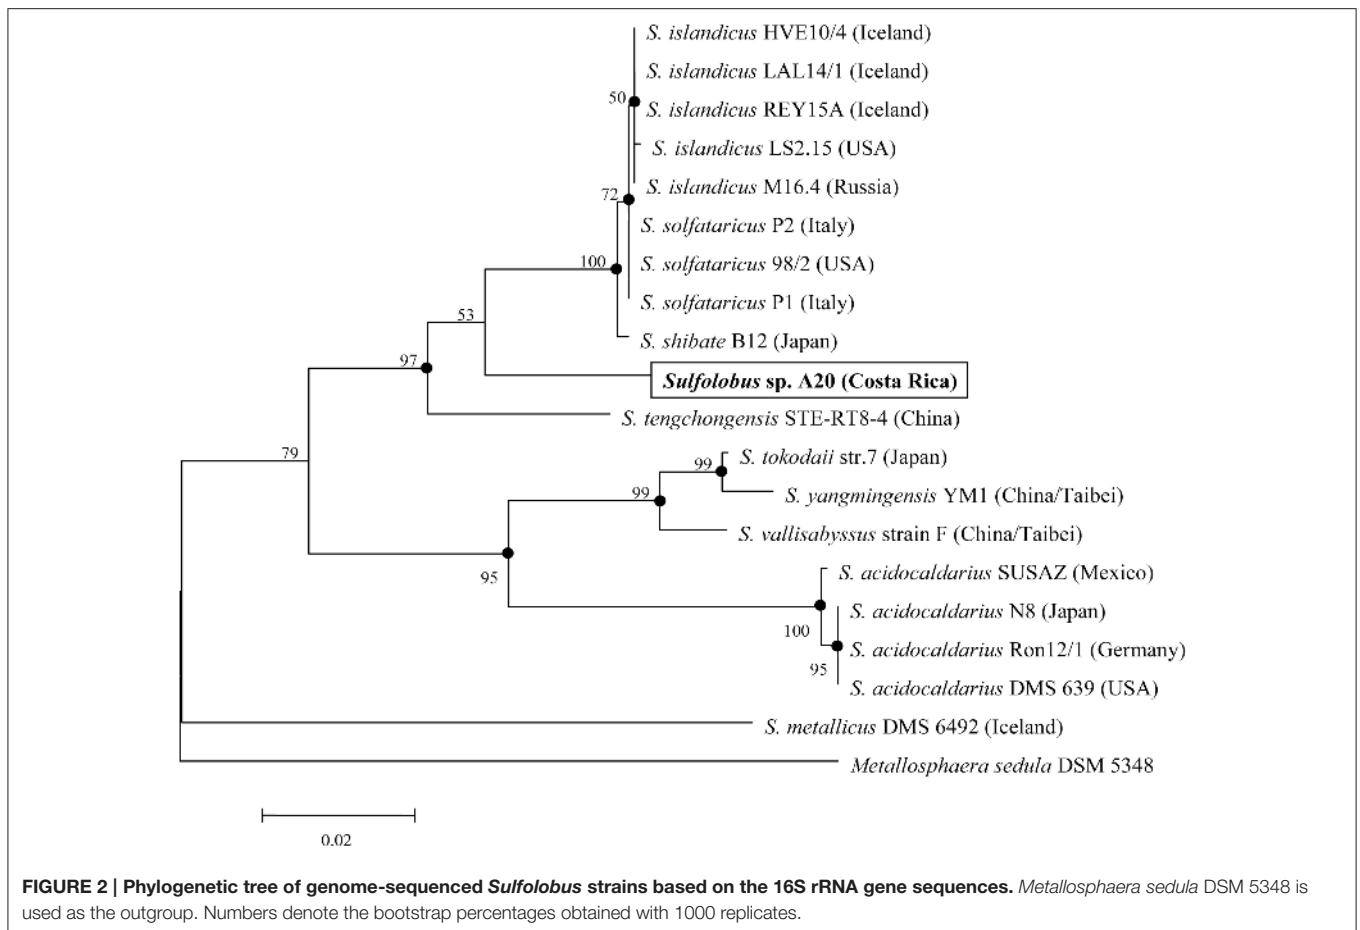 S. islandicus HVE10/4 (Iceland)
S. islandicus LAL14/1 (Iceland)
50
S. islandicus REY15A (Iceland)
S. islandicus LS2.15 (USA)
S. islandicus M16.4 (Russia)
72
S. solfataricus P2 (Italy)
100
S. solfataricus 98/2 (USA)
S. solfataricus P1 (Italy)
53
S. shibate B12 (Japan)
97
Sulfolobus sp. A20 (Costa Rica)
S. tengchongensis STE-RT8-4 (China)
79
S. tokodaii str.7 (Japan)
99
99
S. yangmingensis YM1 (China/Taibei)
S. vallisabyssus strain F (China/Taibei)
95
S. acidocaldarius SUSAZ (Mexico)
S. acidocaldarius N8 (Japan)
100
S. acidocaldarius Ron12/1 (Germany)
95
S. acidocaldarius DMS 639 (USA)
S. metallicus DMS 6492 (Iceland)
Metallosphaera sedula DSM 5348
0.02
FIGURE 2 | Phylogenetic tree of genome-sequenced Sulfolobus strains based on the 16S rRNA gene sequences. Metallosphaera sedula DSM 5348 is
used as the outgroup. Numbers denote the bootstrap percentages obtained with 1000 replicates.